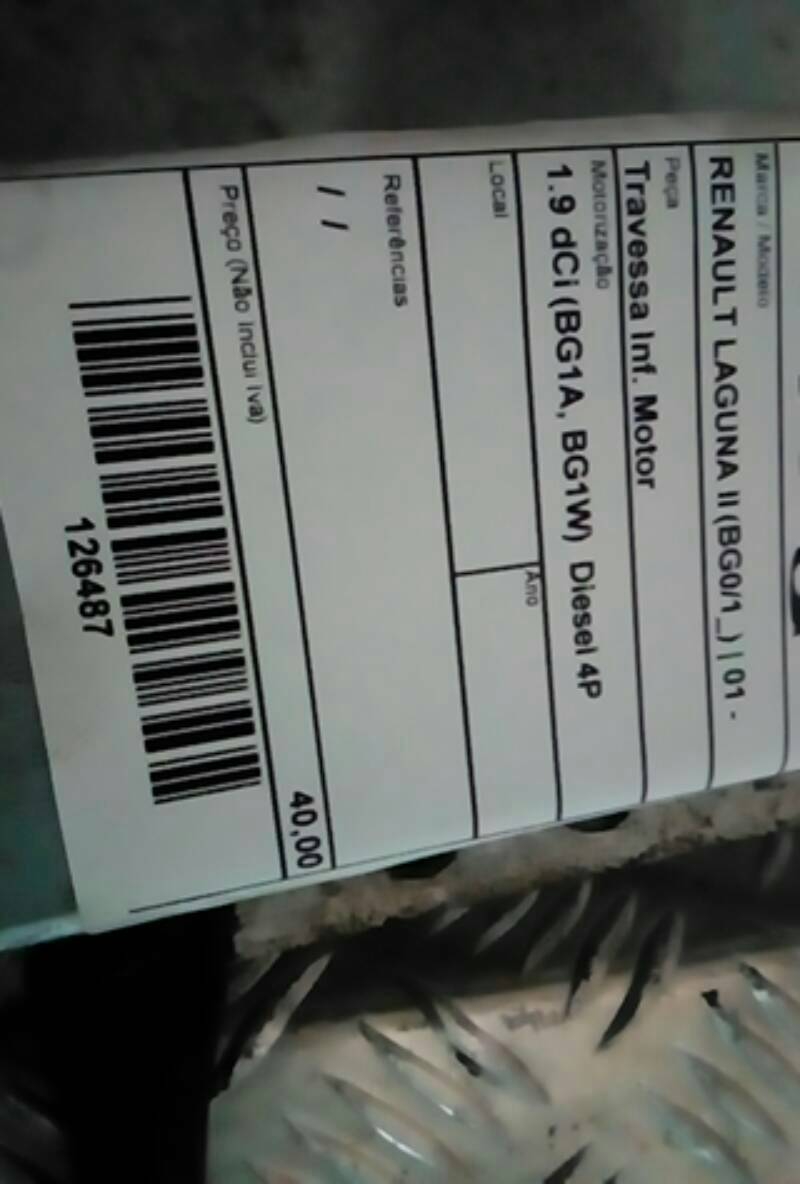 Marca / Modelo
RENAULT LAGUNA II (BG0/1_) | 01 -
Peça
Travessa Inf. Motor
Motorização
1.9 dCi (BG1A, BG1W) Diesel 4P
Local
Ano
Referências
/ /
Preço (Não inclui Iva)
40,00
126487